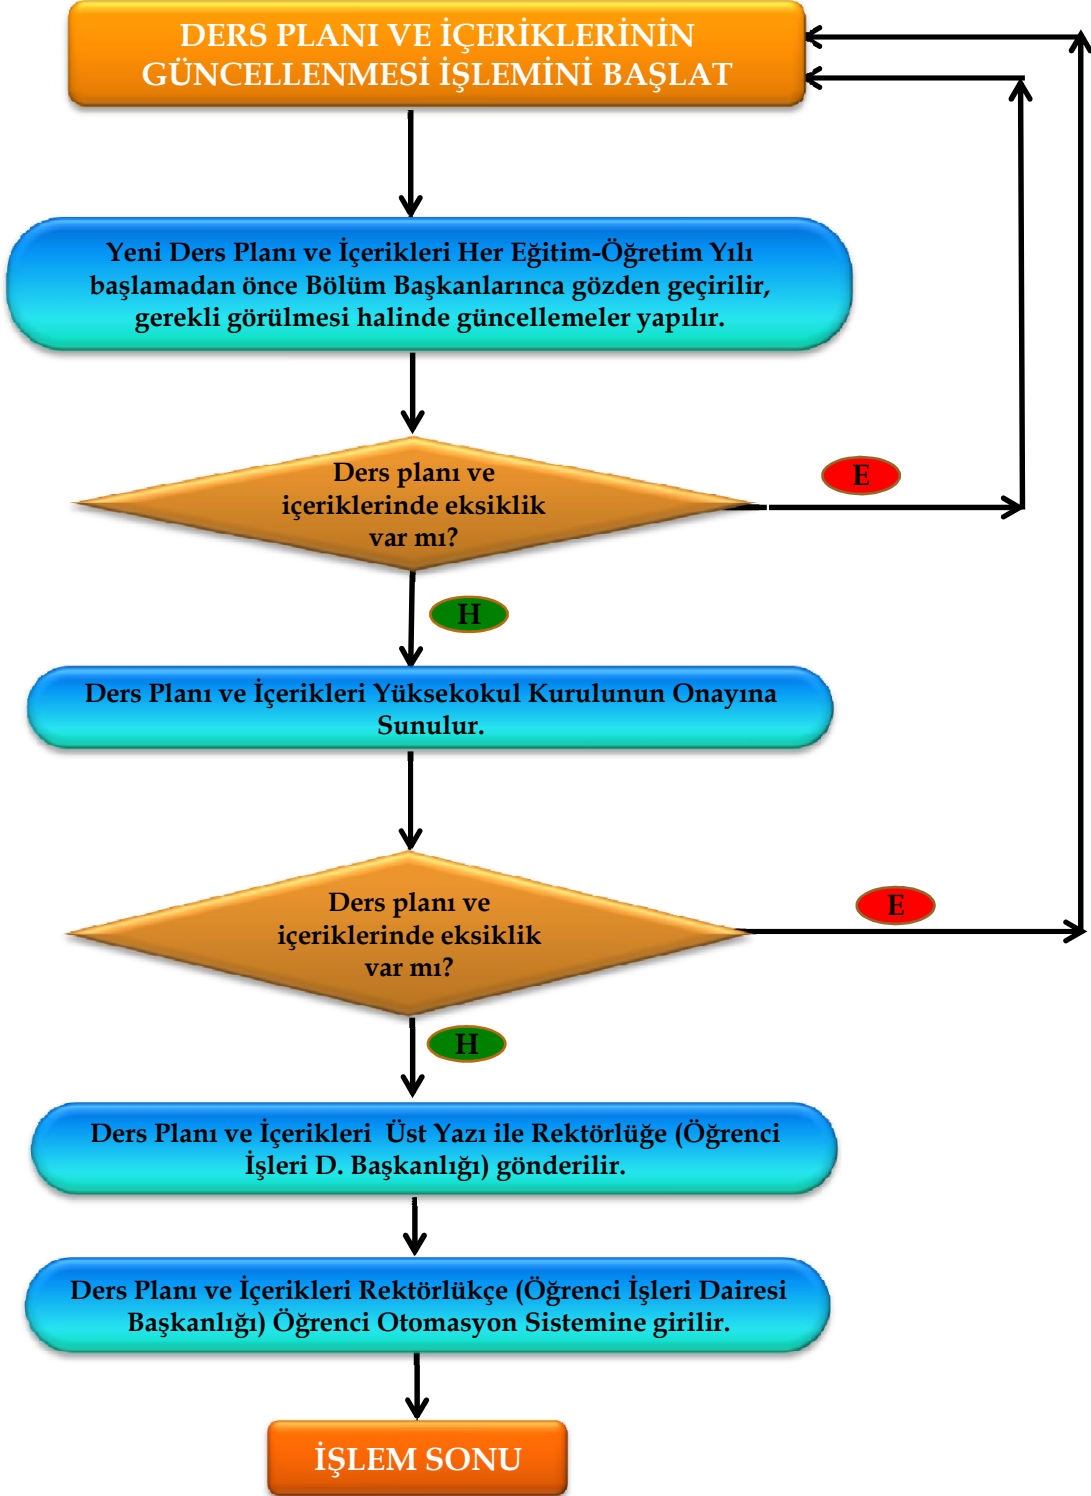 DERS PLANI VE İÇERİKLERİNİN
GÜNCELLENMESİ İŞLEMİNİ BAŞLAT
Yeni Ders Planı ve İçerikleri Her Eğitim-Öğretim Yılı
başlamadan önce Bölüm Başkanlarınca gözden geçirilir,
gerekli görülmesi halinde güncellemeler yapılır.
Ders planı ve
içeriklerinde eksiklik
var mı?
E
H
Ders Planı ve İçerikleri Yüksekokul Kurulunun Onayına
Sunulur.
Ders planı ve
içeriklerinde eksiklik
var mı?
E
H
Ders Planı ve İçerikleri Üst Yazı ile Rektörlüğe (Öğrenci
İşleri D. Başkanlığı) gönderilir.
Ders Planı ve İçerikleri Rektörlükçe (Öğrenci İşleri Dairesi
Başkanlığı) Öğrenci Otomasyon Sistemine girilir.
İŞLEM SONU